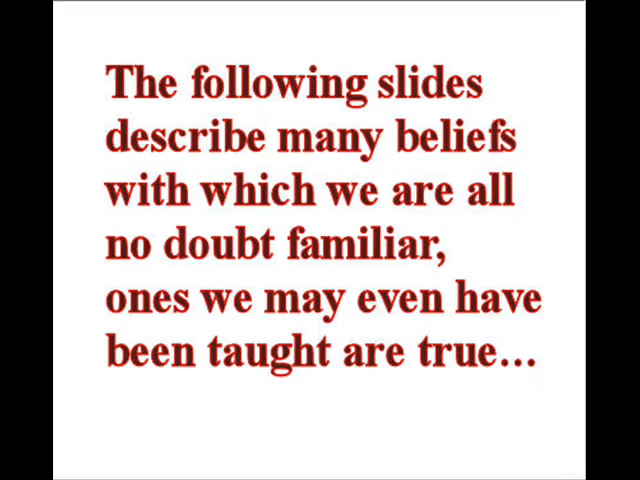 The following slides
describe many beliefs
with which we are all
no doubt familiar,
ones we may even have
been taught are true...